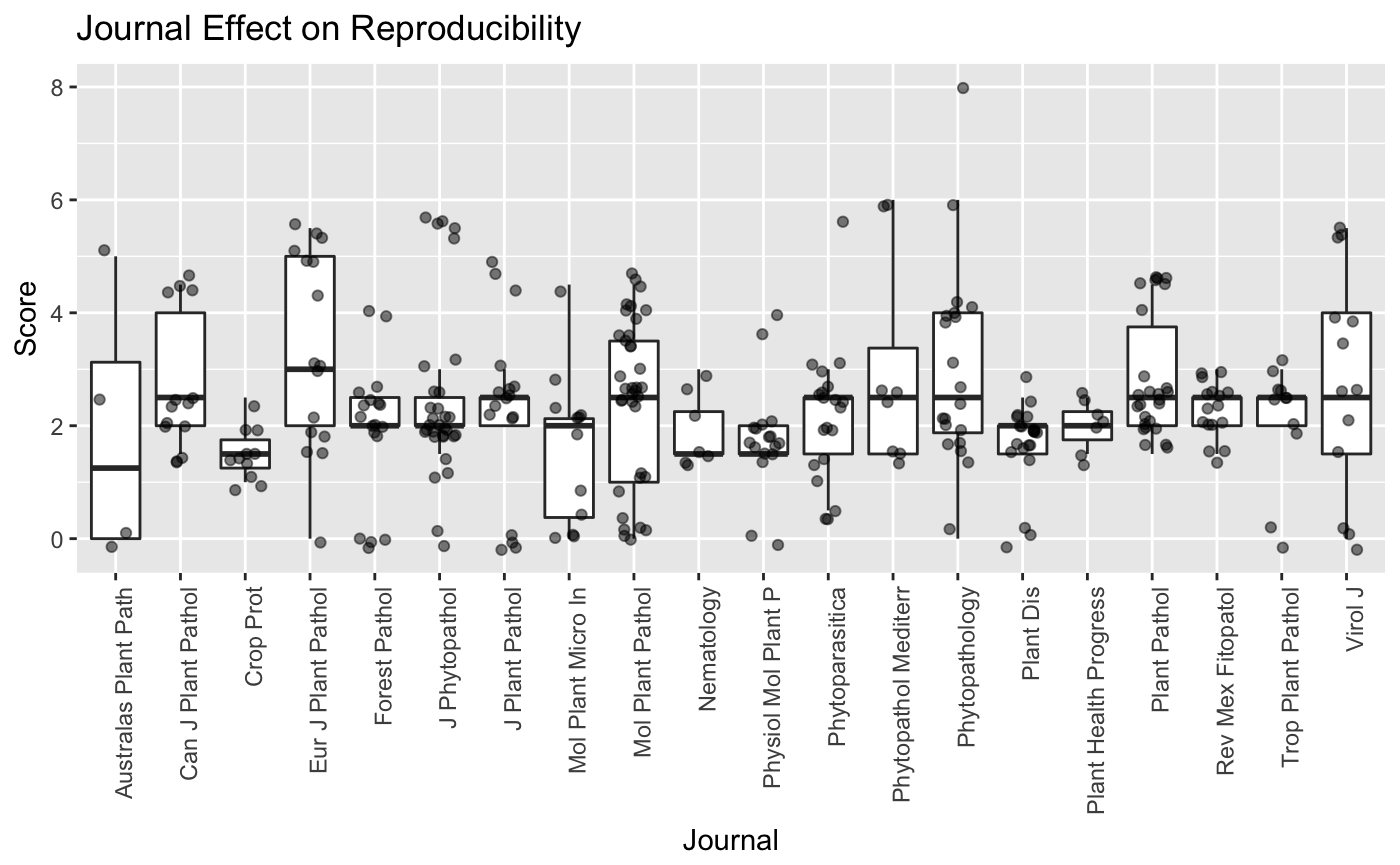 Journal Effect on Reproducibility
Score
8
6
4
2
0
Australas Plant Path
Can J Plant Pathol
Crop Prot
Eur J Plant Pathol
Forest Pathol
J Phytopathol
J Plant Pathol
Mol Plant Micro In
Mol Plant Pathol
Nematology
Physiol Mol Plant P
Phytoparasitica
Phytopathol Mediterr
Phytopathology
Plant Dis
Plant Health Progress
Plant Pathol
Rev Mex Fitopatol
Trop Plant Pathol
Virol J
Journal